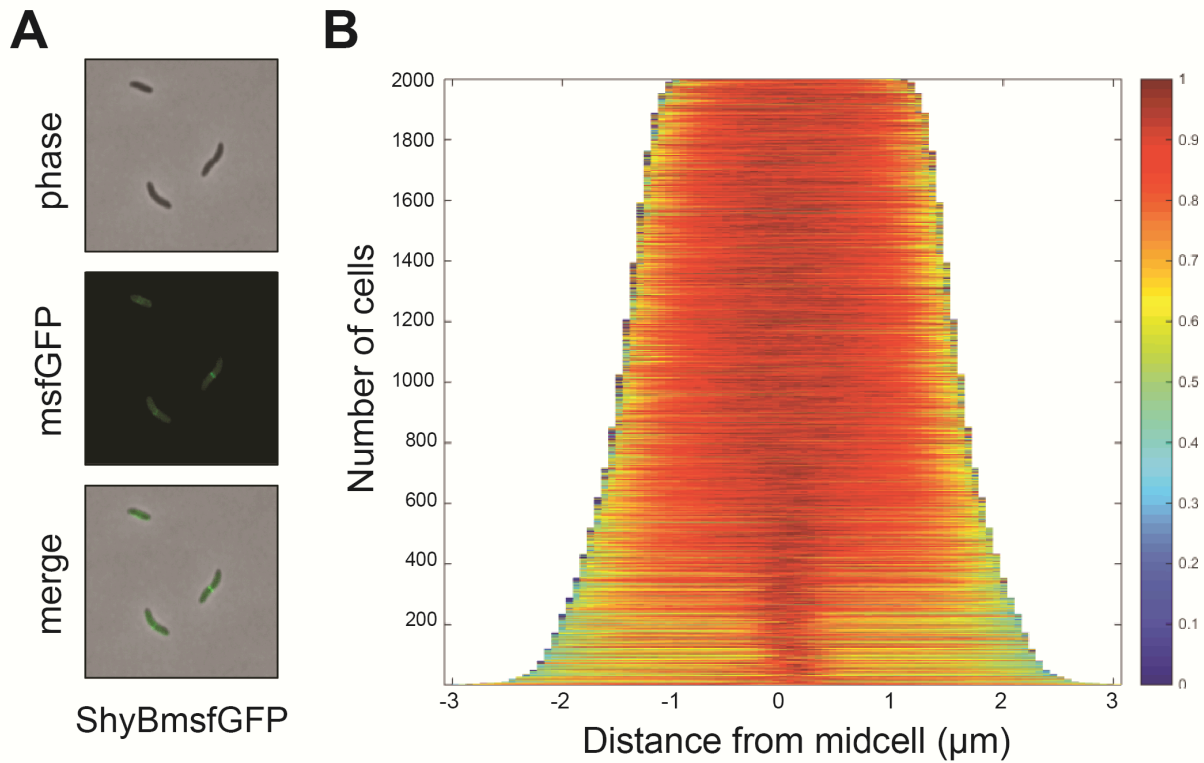 A
B
phase
msfGFP
merge
ShyBmsfGFP
Number of cells
2000
1800
1600
1400
1200
1000
800
600
400
200
-3 -2 -1 0 1 2 3
Distance from midcell (μm)
1
0.9
0.8
0.7
0.6
0.5
0.4
0.3
0.2
0.1
0